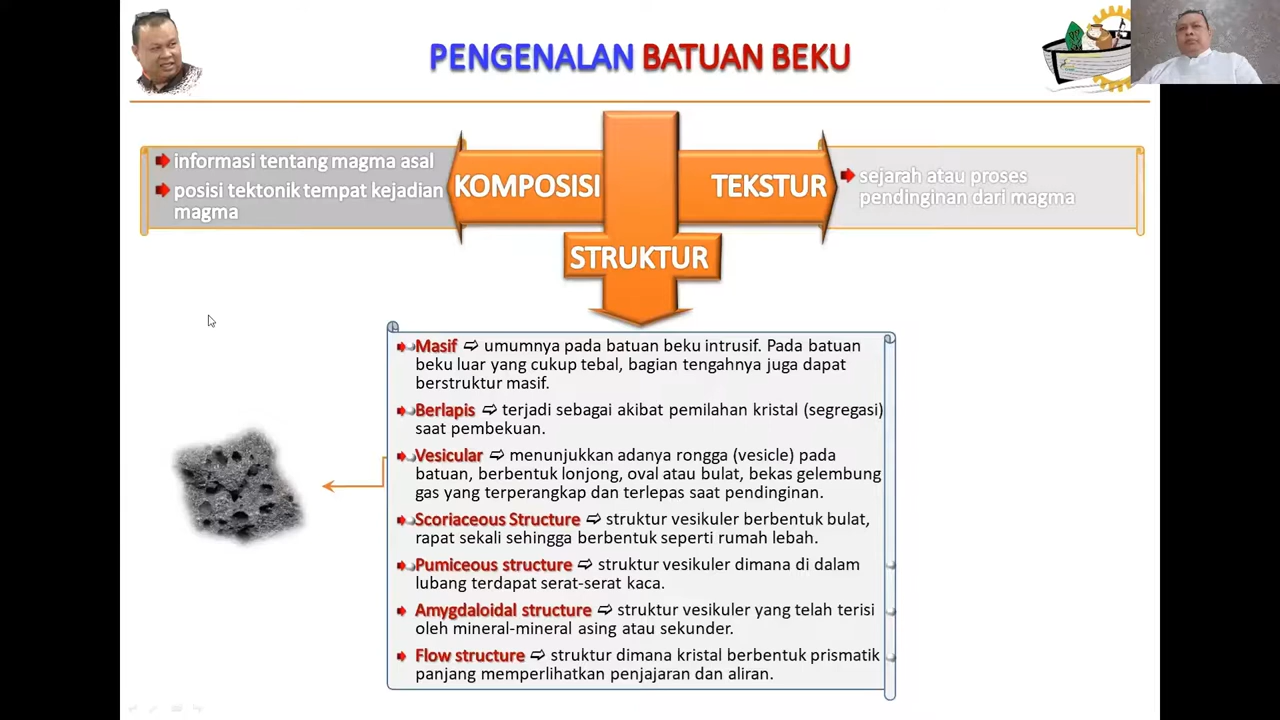 PENGENALAN BATUAN BEKU
informasi tentang magma asal
posisi tektonik tempat kejadian
magma
KOMPOSISI
TEKSTUR
sejarah atau proses
pendinginan dari magma
STRUKTUR
Masif ➩ umumnya pada batuan beku intrusif. Pada batuan
beku luar yang cukup tebal, bagian tengahnya juga dapat
berstruktur masif.
Berlapis ➩ terjadi sebagai akibat pemilahan kristal (segregasi)
saat pembekuan.
Vesicular ➩ menunjukkan adanya rongga (vesicle) pada
batuan, berbentuk lonjong, oval atau bulat, bekas gelembung
gas yang terperangkap dan terlepas saat pendinginan.
Scoriaceous Structure ➩ struktur vesikuler berbentuk bulat,
rapat sekali sehingga berbentuk seperti rumah lebah.
Pumiceous structure ➩ struktur vesikuler dimana di dalam
lubang terdapat serat-serat kaca.
Amygdaloidal structure ➩ struktur vesikuler yang telah terisi
oleh mineral-mineral asing atau sekunder.
Flow structure ➩ struktur dimana kristal berbentuk prismatik
panjang memperlihatkan penjajaran dan aliran.